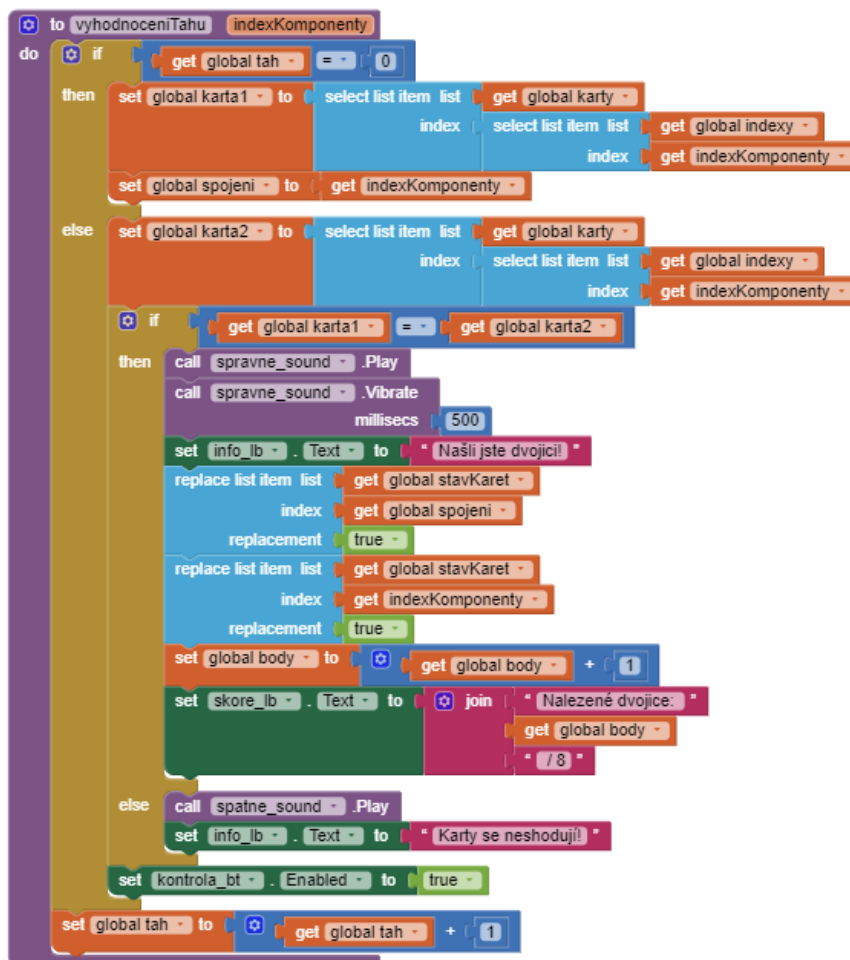 to vyhodnoceniTahu indexKomponenty
do if get global tah = 0
then set global karta1 to select list item list get global karty
index select list item list get global indexy
index get indexKomponenty
set global spojeni to get indexKomponenty
else set global karta2 to select list item list get global karty
index select list item list get global indexy
index get indexKomponenty
if get global karta1 = get global karta2
then call spravne_sound .Play
call spravne_sound .Vibrate
millisecs 500
set info_lb . Text to " Našli jste dvojici! "
replace list item list get global stavKaret
index get global spojeni
replacement true
replace list item list get global stavKaret
index get indexKomponenty
replacement true
set global body to get global body + 1
set skore_lb . Text to join " Nalezené dvojice: "
get global body
" / 8 "
else call spatne_sound .Play
set info_lb . Text to " Karty se neshodují! "
set kontrola_bt . Enabled to true
set global tah to get global tah + 1